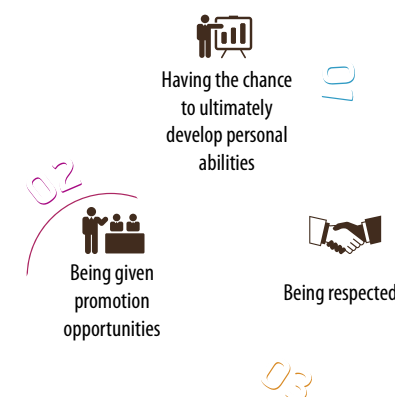 Having the chance
to ultimately
develop personal
abilities
01
02
Being given
promotion
opportunities
Being respected
03